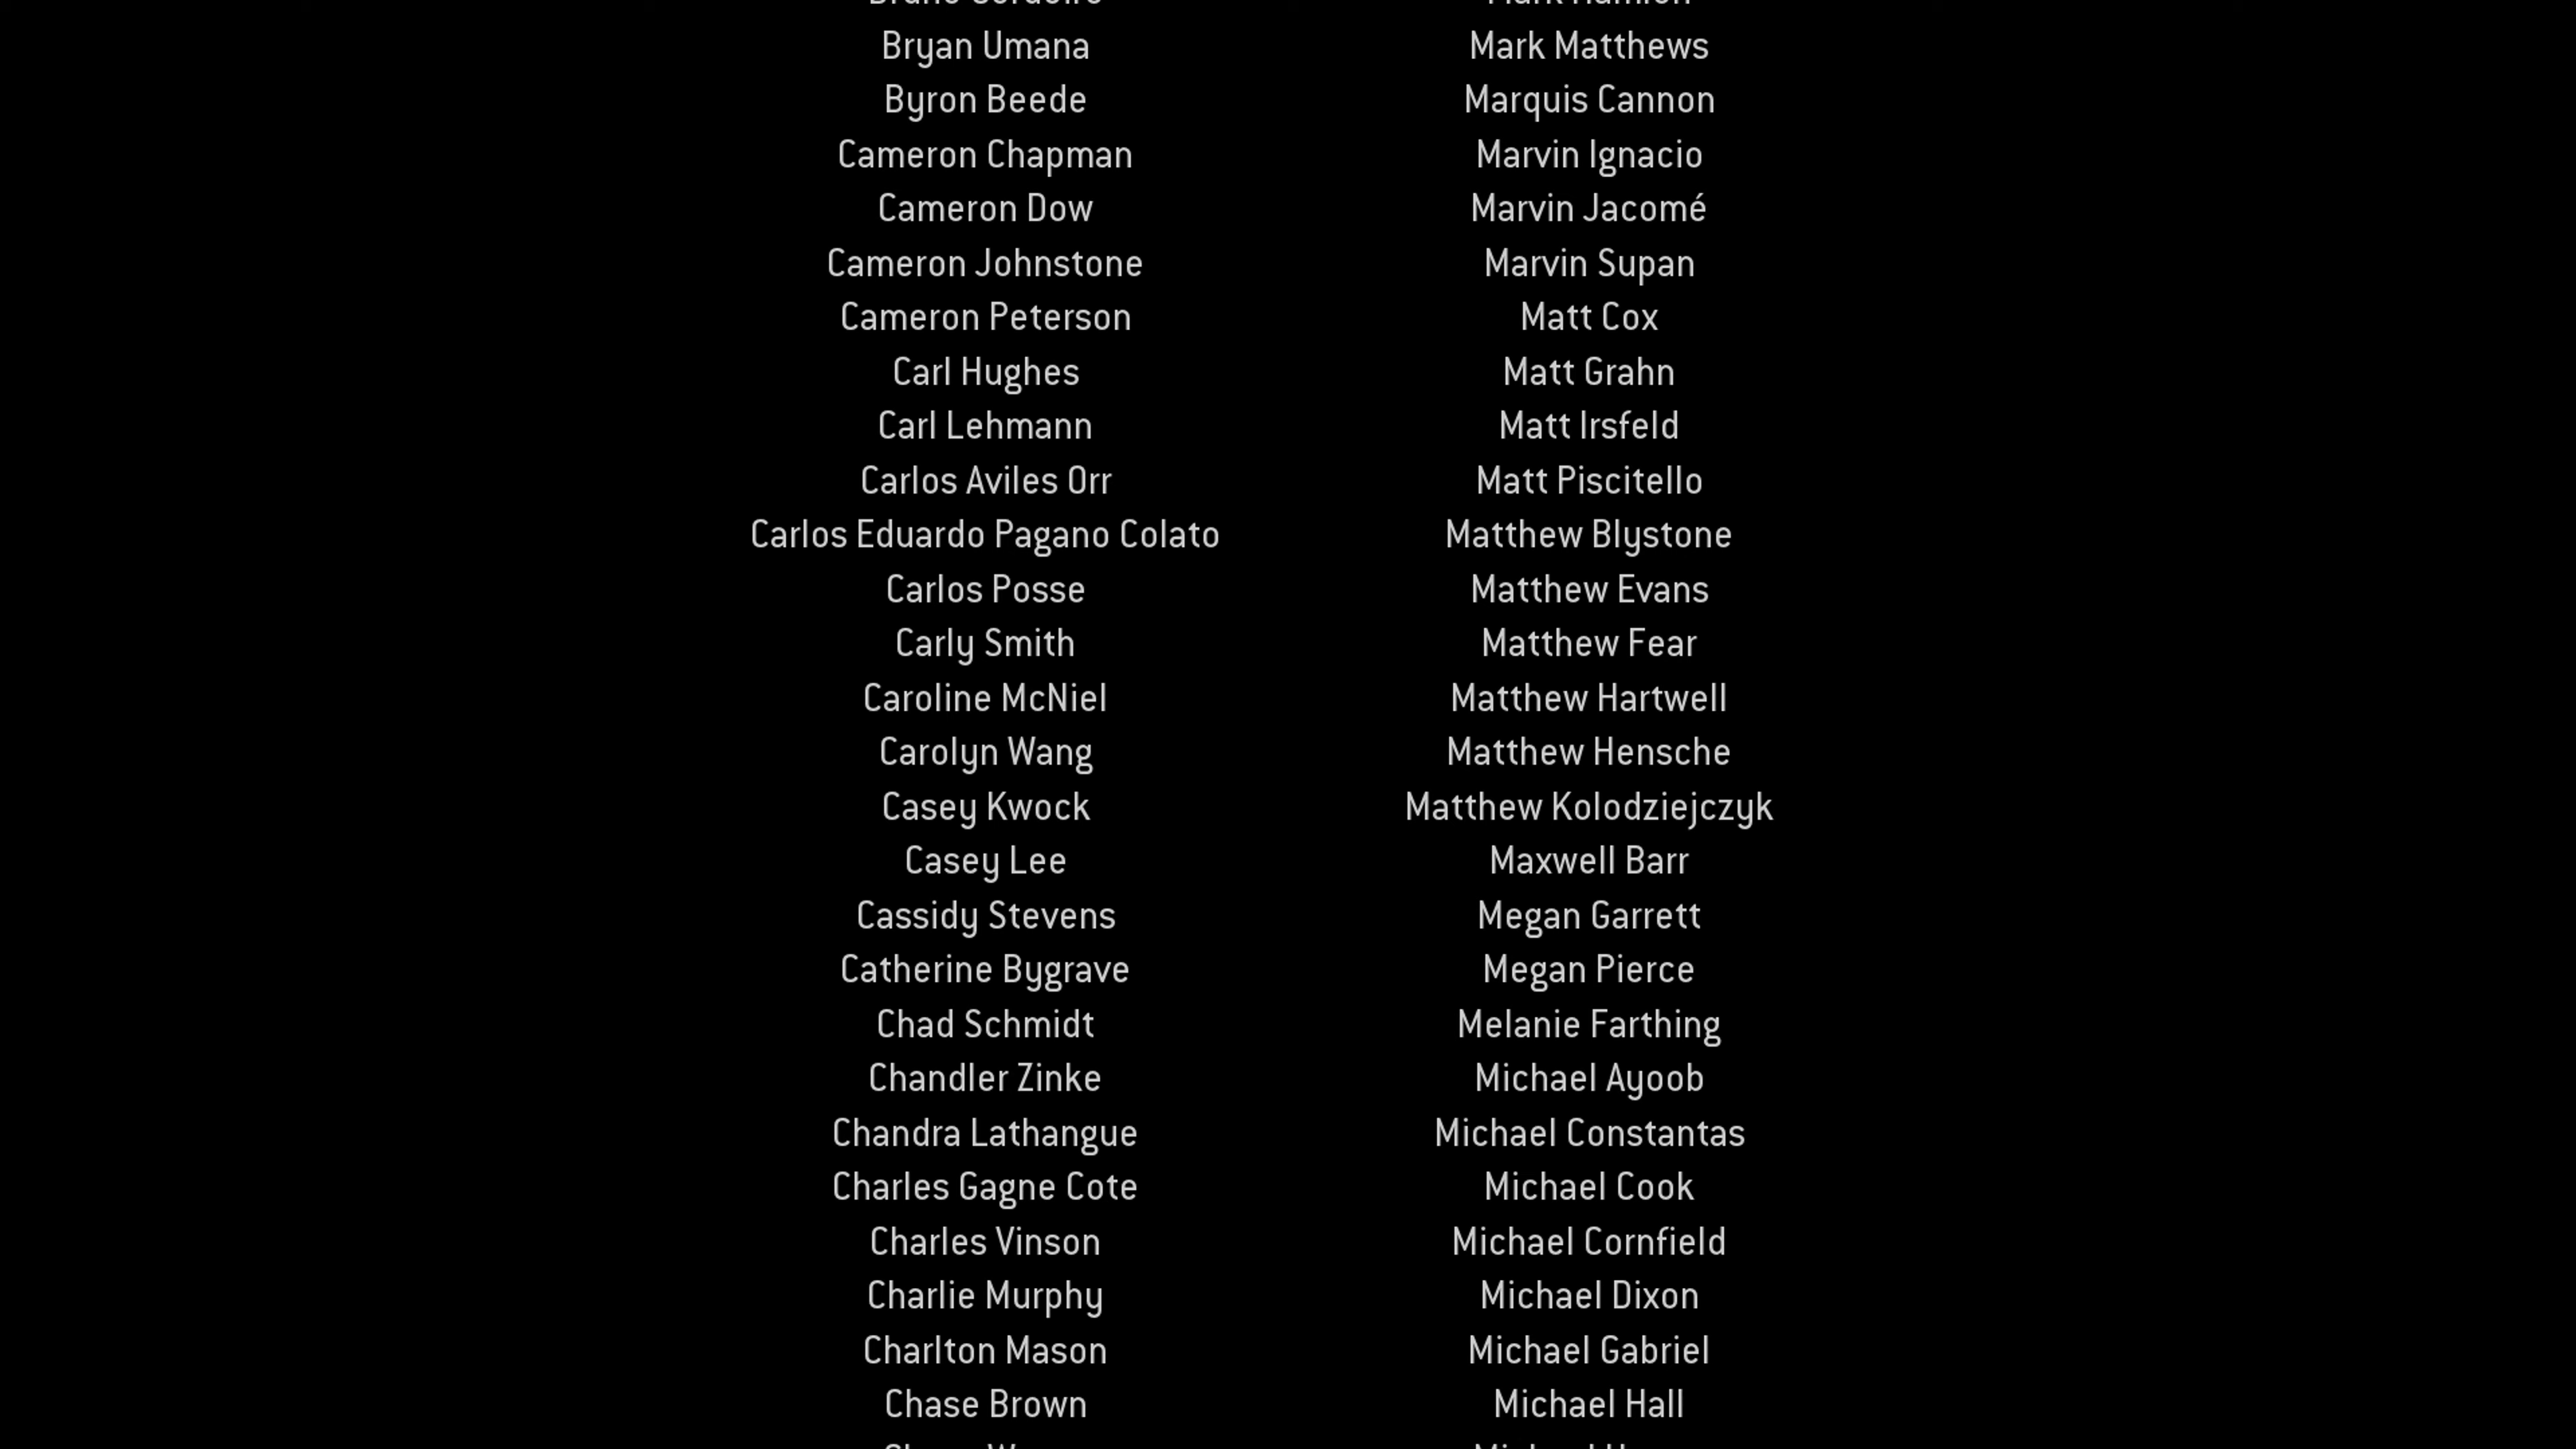 Bryan Umana
Byron Beede
Cameron Chapman
Cameron Dow
Cameron Johnstone
Cameron Peterson
Carl Hughes
Carl Lehmann
Carlos Aviles Orr
Carlos Eduardo Pagano Colato
Carlos Posse
Carly Smith
Caroline McNiel
Carolyn Wang
Casey Kwock
Casey Lee
Cassidy Stevens
Catherine Bygrave
Chad Schmidt
Chandler Zinke
Chandra Lathangue
Charles Gagne Cote
Charles Vinson
Charlie Murphy
Charlton Mason
Chase Brown
Mark Matthews
Marquis Cannon
Marvin Ignacio
Marvin Jacomé
Marvin Supan
Matt Cox
Matt Grahn
Matt Irsfeld
Matt Piscitello
Matthew Blystone
Matthew Evans
Matthew Fear
Matthew Hartwell
Matthew Hensche
Matthew Kolodziejczyk
Maxwell Barr
Megan Garrett
Megan Pierce
Melanie Farthing
Michael Ayoob
Michael Constantas
Michael Cook
Michael Cornfield
Michael Dixon
Michael Gabriel
Michael Hall